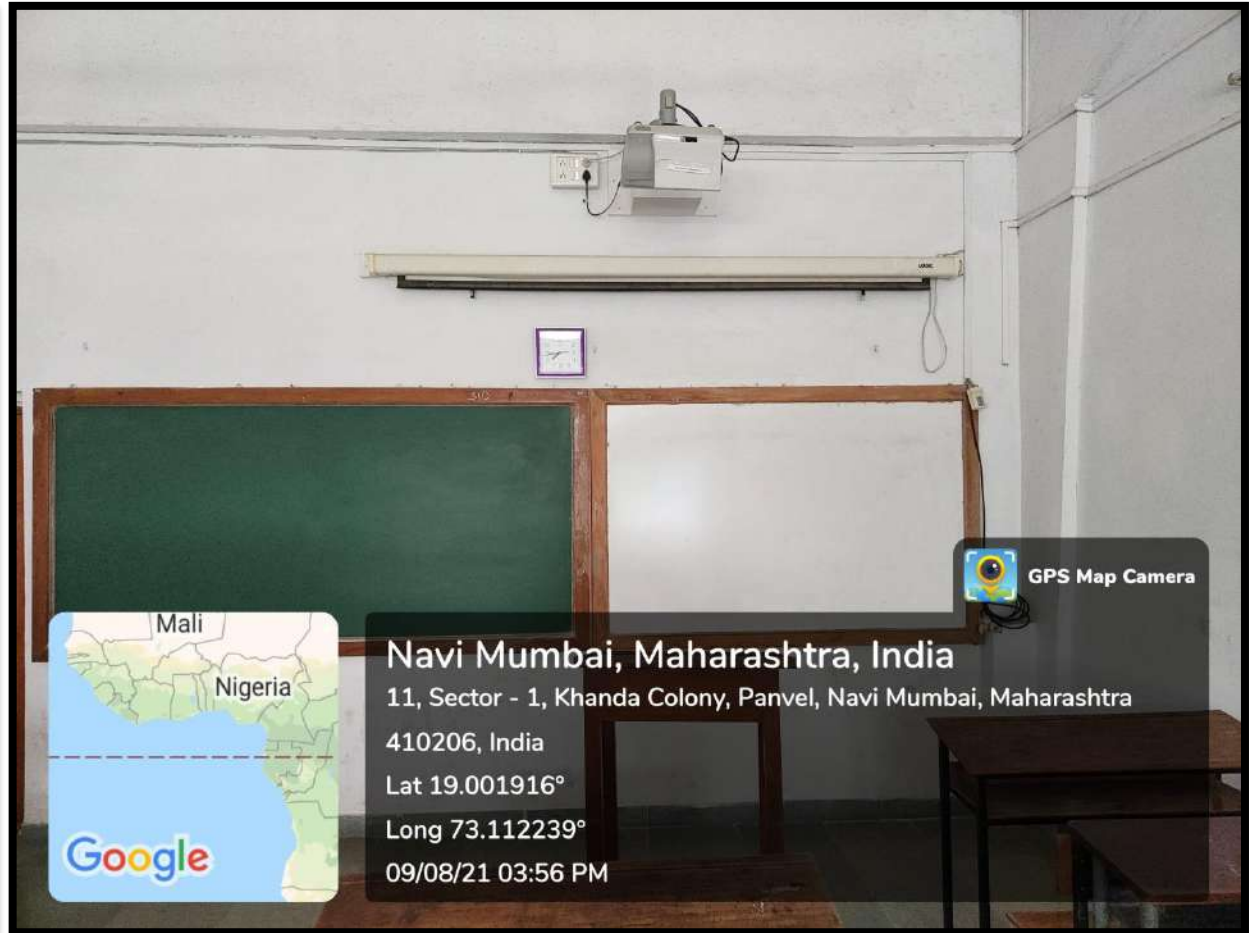 GPS Map Camera
Mali
Nigeria
Google
Navi Mumbai, Maharashtra, India
11, Sector - 1, Khanda Colony, Panvel, Navi Mumbai, Maharashtra
410206, India
Lat 19.001916°
Long 73.112239°
09/08/21 03:56 PM